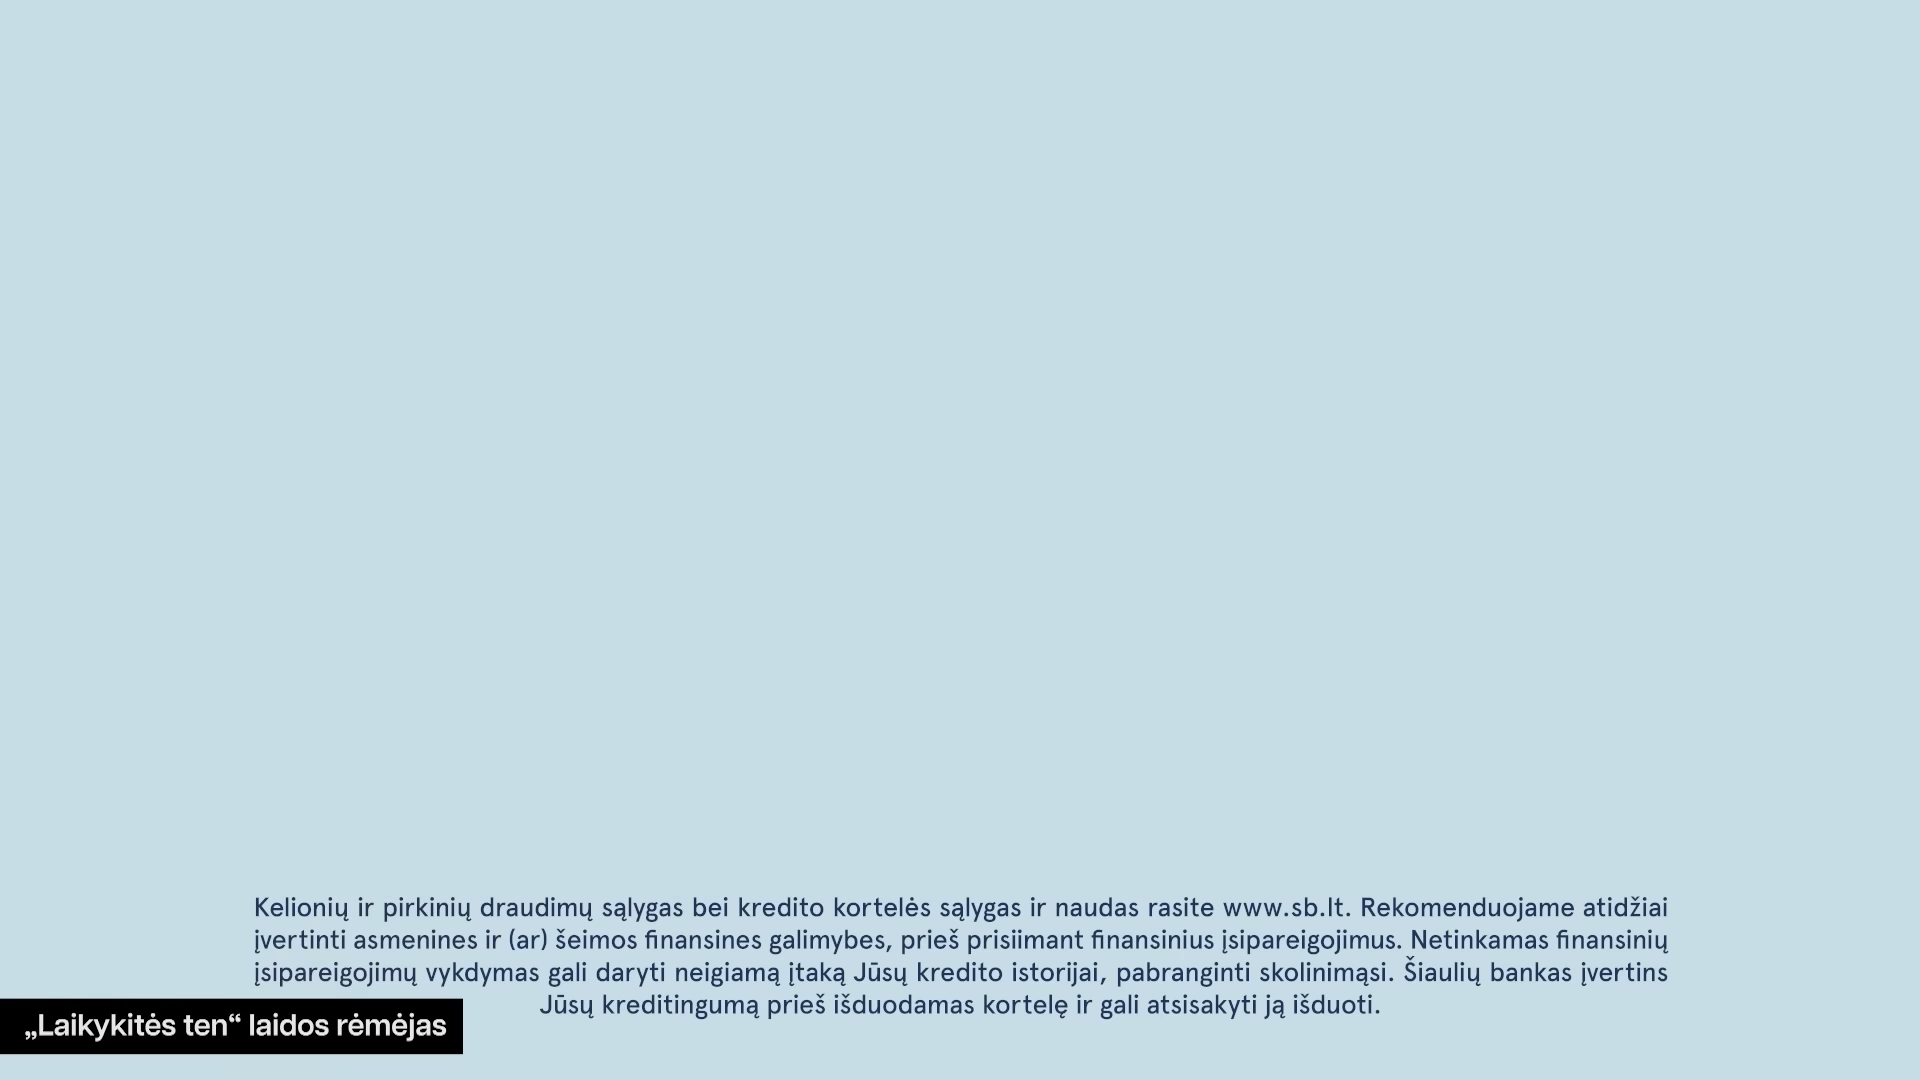 Kelionių ir pirkinių draudimų sąlygas bei kredito kortelės sąlygas ir naudas rasite www.sb.lt. Rekomenduojame atidžiai
įvertinti asmenines ir (ar) šeimos finansines galimybes, prieš prisiimant finansinius įsipareigojimus. Netinkamas finansinių
įsipareigojimų vykdymas gali daryti neigiamą įtaką Jūsų kredito istorijai, pabranginti skolinimąsi. Šiaulių bankas įvertins
Jūsų kreditingumą prieš išduodamas kortelę ir gali atsisakyti ją išduoti.
„Laikykitės ten“ laidos rėmėjas